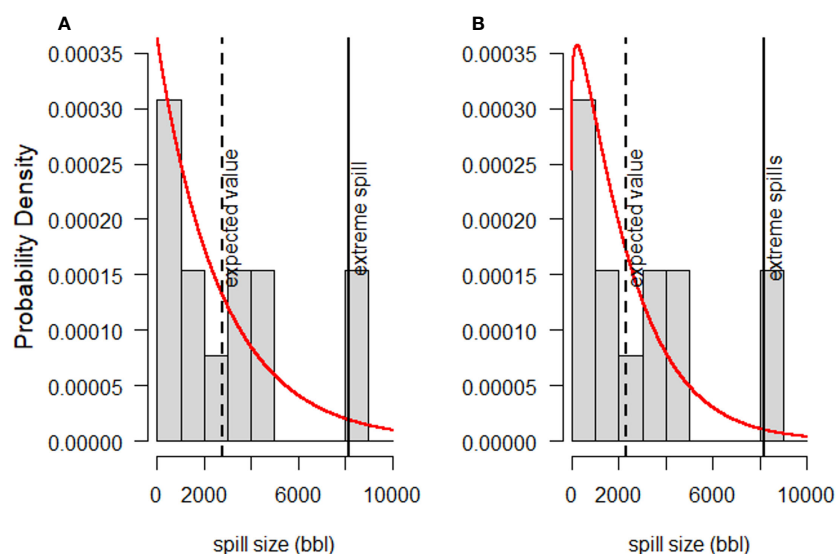 A
Probability Density
0.00035
0.00030
0.00025
0.00020
0.00015
0.00010
0.00005
0.00000
expected value
extreme spill
0 2000 6000 10000
spill size (bbl)
B
0.00035
0.00030
0.00025
0.00020
0.00015
0.00010
0.00005
0.00000
expected value
extreme spills
0 2000 6000 10000
spill size (bbl)